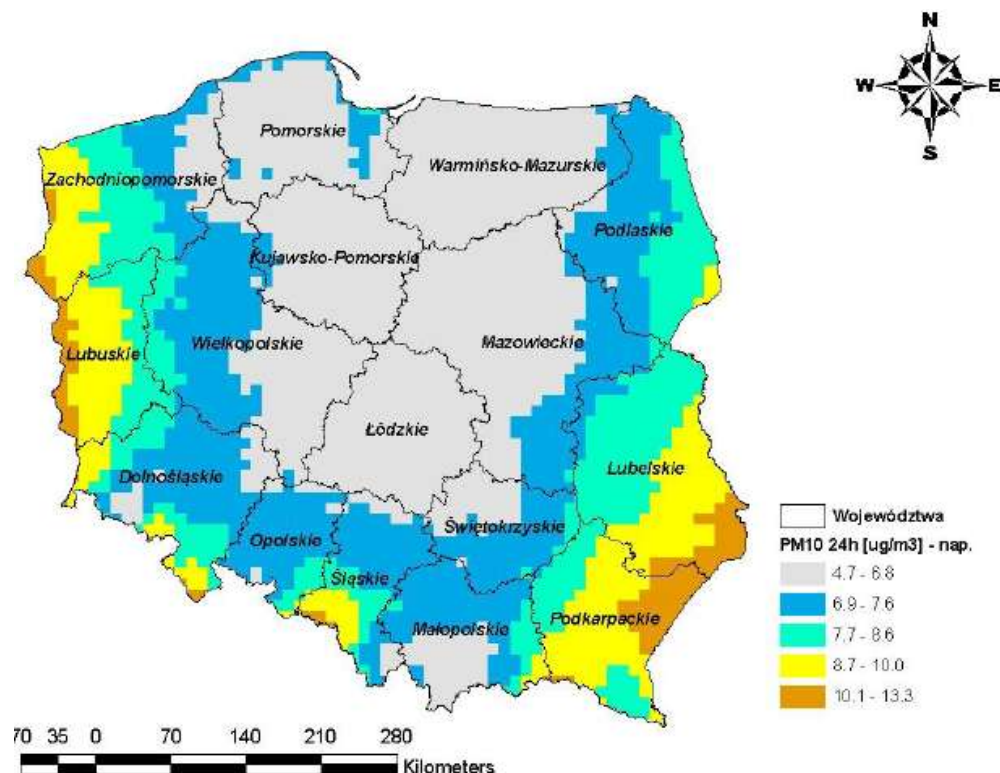 N
W E
S
Pomorskie
Warmińsko-Mazurskie
Zachodniopomorskie
Podlaskie
Kujawsko-Pomorskie
Mazowieckie
Wielkopolskie
Lubuskie
Łódzkie
Lubelskie
Dolnośląskie
Świetokrzyskie
Opolskie
Śląskie
Małopolskie
Podkarpackie
Województwa
PM10 24h [ug/m3] - nap.
4.7 - 6.8
6.9 - 7.6
7.7 - 8.6
8.7 - 10.0
10.1 - 13.3
70 35 0 70 140 210 280
Kilometers